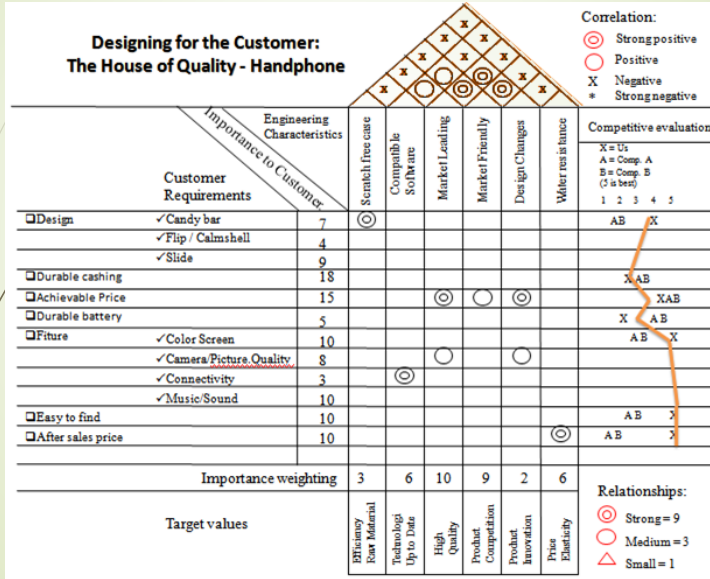 Designing for the Customer:
The House of Quality - Handphone
Correlation:
Strong positive
Positive
X Negative
* Strong negative
x
x x
x x x
x x
x x x
x x
Importance to Customer
Engineering
Characteristics
Customer
Requirements
Scratch free case
Compatible
Software
Market Leading
Market Friendly
Design Changes
Water resistance
Competitive evaluation
X = Us
A = Comp. A
B = Comp. B
(5 is best)
1 2 3 4 5
❑Design ✓Candy bar 7 AB X
✓Flip / Calmshell 4
✓Slide 9
❑Durable cashing 18 X AB
❑Achievable Price 15 XAB
❑Durable battery 5 X A B
❑Fiture ✓Color Screen 10 A B X
✓Camera/Picture.Quality 8
✓Connectivity 3
✓Music/Sound 10
❑Easy to find 10 A B X
❑After sales price 10 A B X
Importance weighting 3 6 10 9 2 6
Target values
Efficiency
Raw Material
Technologi
Up to Date
High
Quality
Product
Competition
Product
Innovation
Price
Elasticity
Relationships:
Strong = 9
Medium = 3
Small = 1